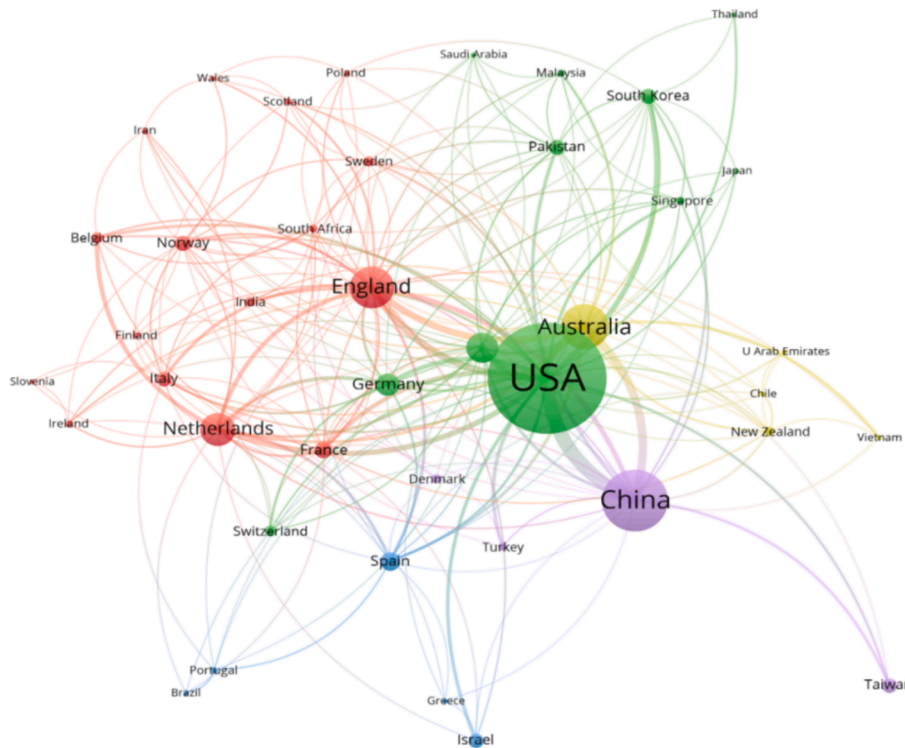 Thailand
Saudi Arabia
Malaysia
Poland
Wales
Scotland
South Korea
Iran
Pakistan
Sweden
Japan
Singapore
South Africa
Belgium
Norway
England
India
Australia
Finland
U Arab Emirates
USA
Slovenia
Italy
Germany
Chile
Ireland
Netherlands
New Zealand
Vietnam
France
Denmark
China
Switzerland
Turkey
Spain
Portugal
Taiwan
Brazil
Greece
Israel